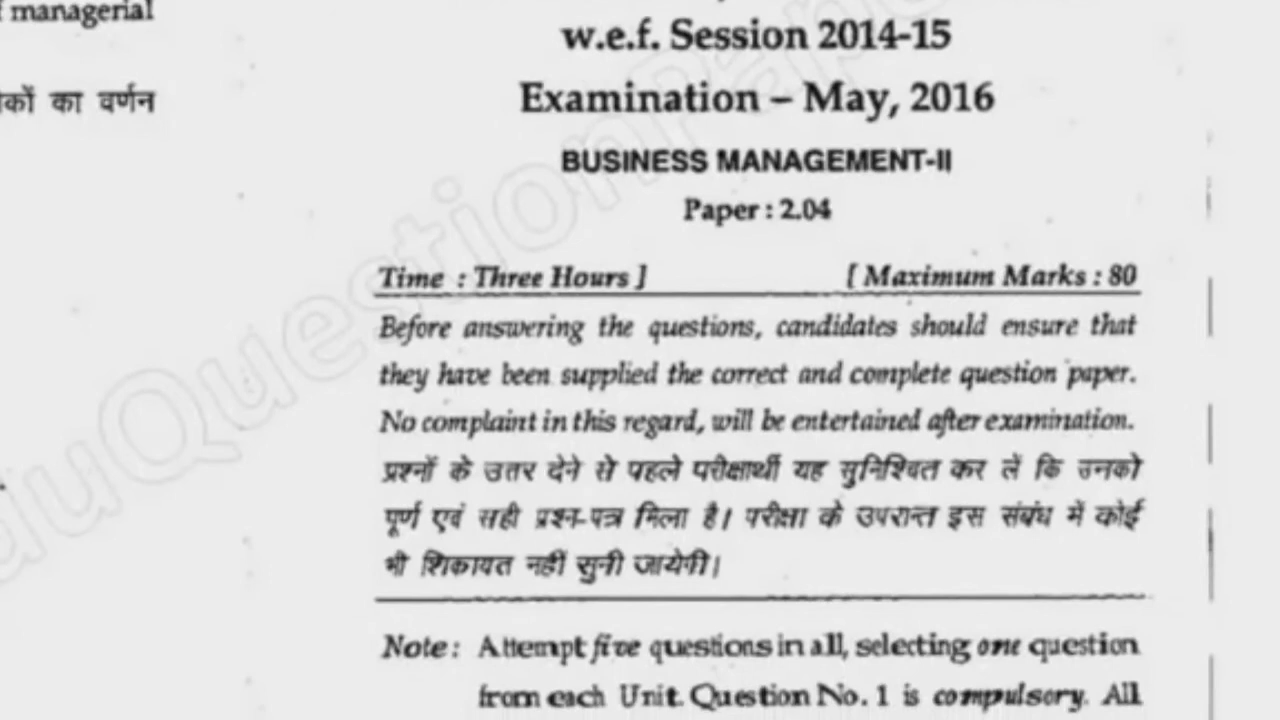 f managerial
कों का वर्णन
w.e.f. Session 2014-15
Examination – May, 2016
BUSINESS MANAGEMENT-II
Paper : 2.04
Time : Three Hours ] [ Maximum Marks : 80
Before answering the questions, candidates should ensure that
they have been supplied the correct and complete question paper.
No complaint in this regard, will be entertained after examination.
प्रश्नों के उत्तर देने से पहले परीक्षार्थी यह सुनिश्चित कर लें कि उनको
पूर्ण एवं सही प्रश्न-पत्र मिला है। परीक्षा के उपरान्त इस संबंध में कोई
भी शिकायत नहीं सुनी जायेगी।
Note : Attempt five questions in all, selecting one question
from each Unit. Question No. 1 is compulsory. All
duQuestionPape